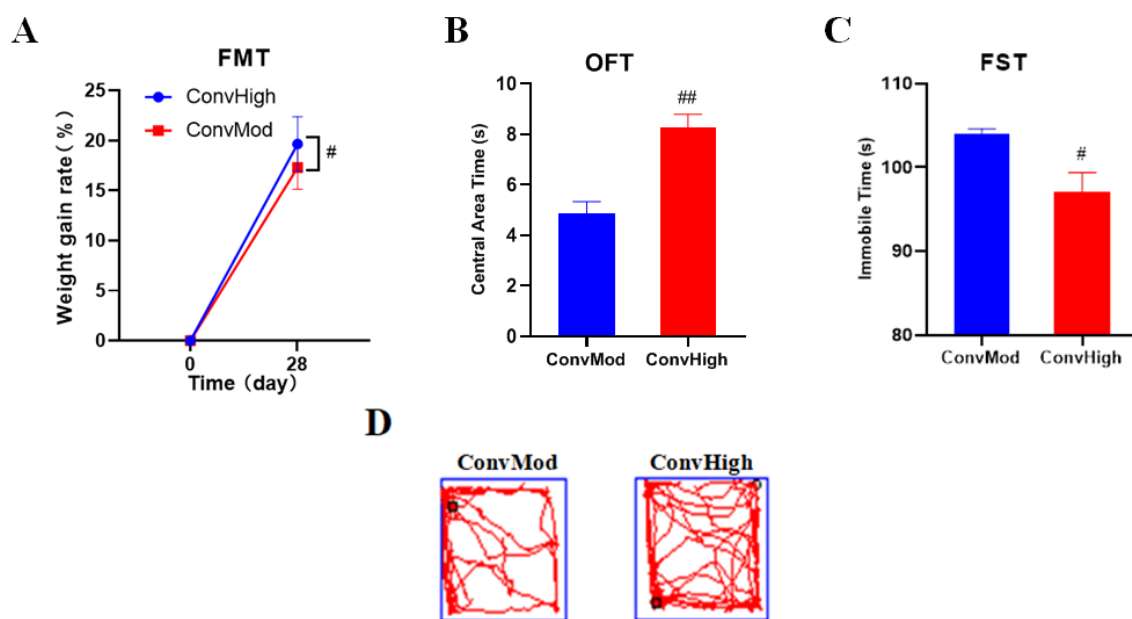 A
FMT
ConvHigh
ConvMod
Weight gain rate (%)
25
20
15
10
5
0
#
0
28
Time (day)
B
OFT
Central Area Time (s)
10
8
6
4
2
0
##
ConvMod
ConvHigh
C
FST
Immobile Time (s)
110
100
90
80
#
ConvMod
ConvHigh
D
ConvMod
ConvHigh